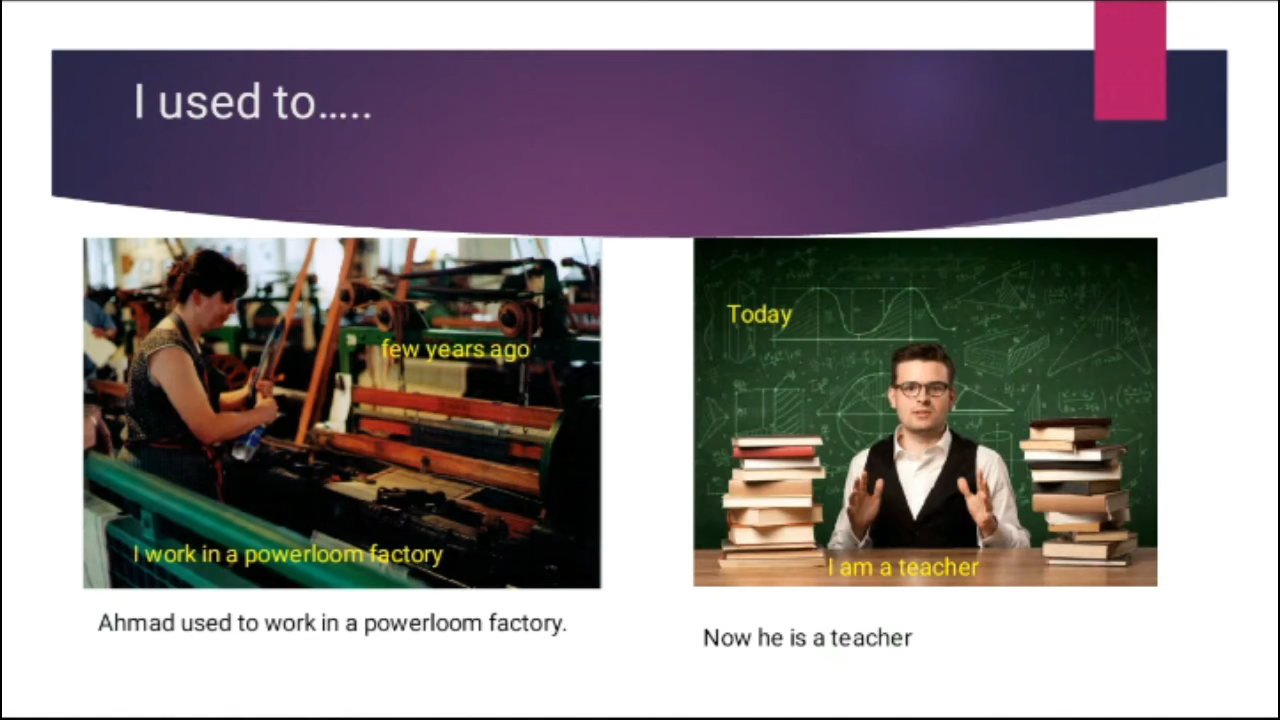 I used to.....
few years ago
I work in a powerloom factory
Ahmad used to work in a powerloom factory.
Today
I am a teacher
Now he is a teacher